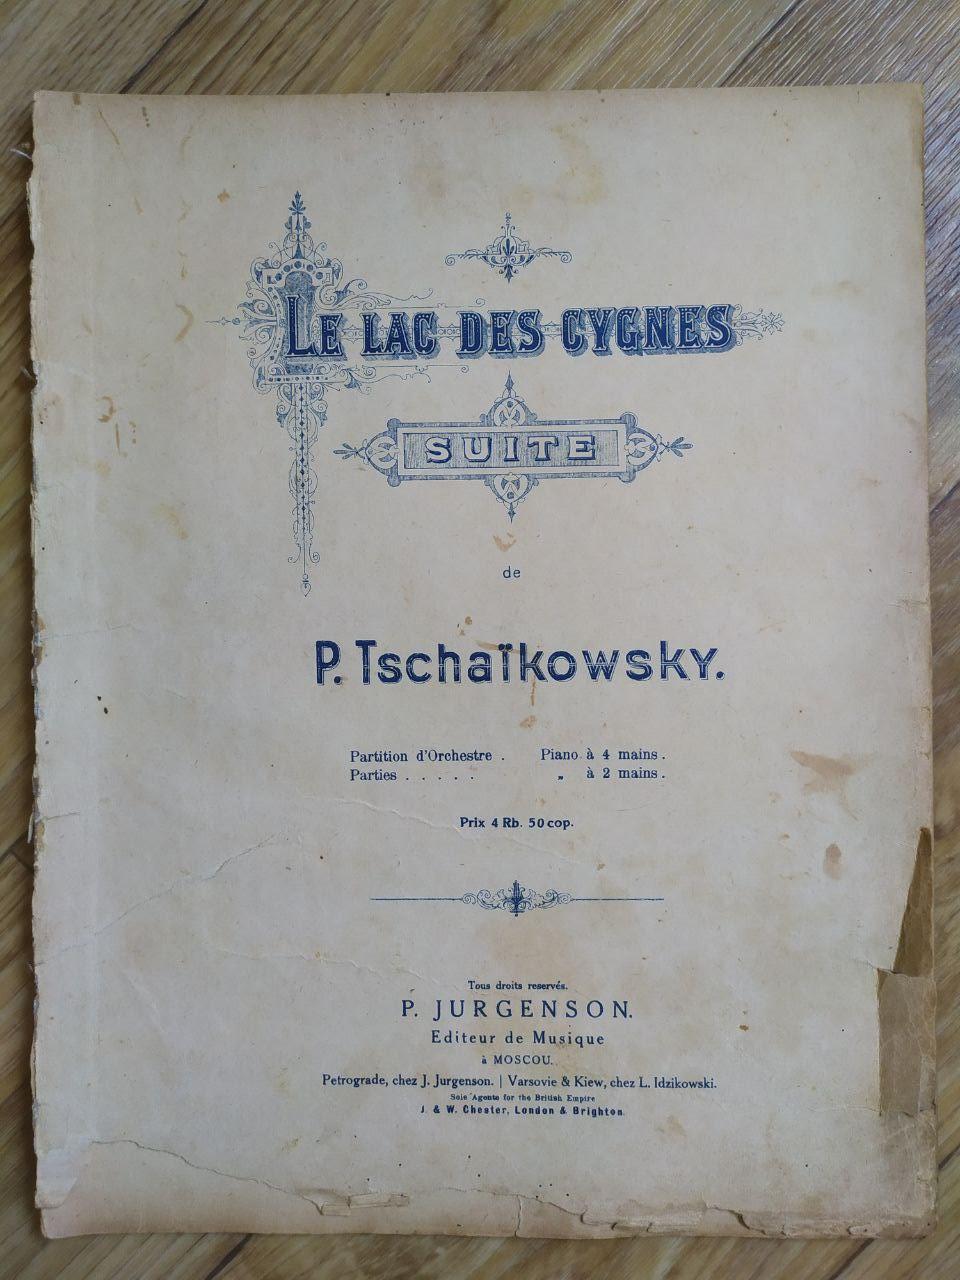 LE LAC DES CYGNES
SUITE
de
P. Tschaïkowsky.
Partition d'Orchestre . Piano à 4 mains .
Parties . . . . . „ à 2 mains .
Prix 4 Rb. 50 cop.
Tous droits reservés.
P. JURGENSON.
Editeur de Musique
à MOSCOU.
Petrograde, chez J. Jurgenson. | Varsovie & Kiew, chez L. Idzikowski.
Sole Agents for the British Empire
J. & W. Chester, London & Brighton.